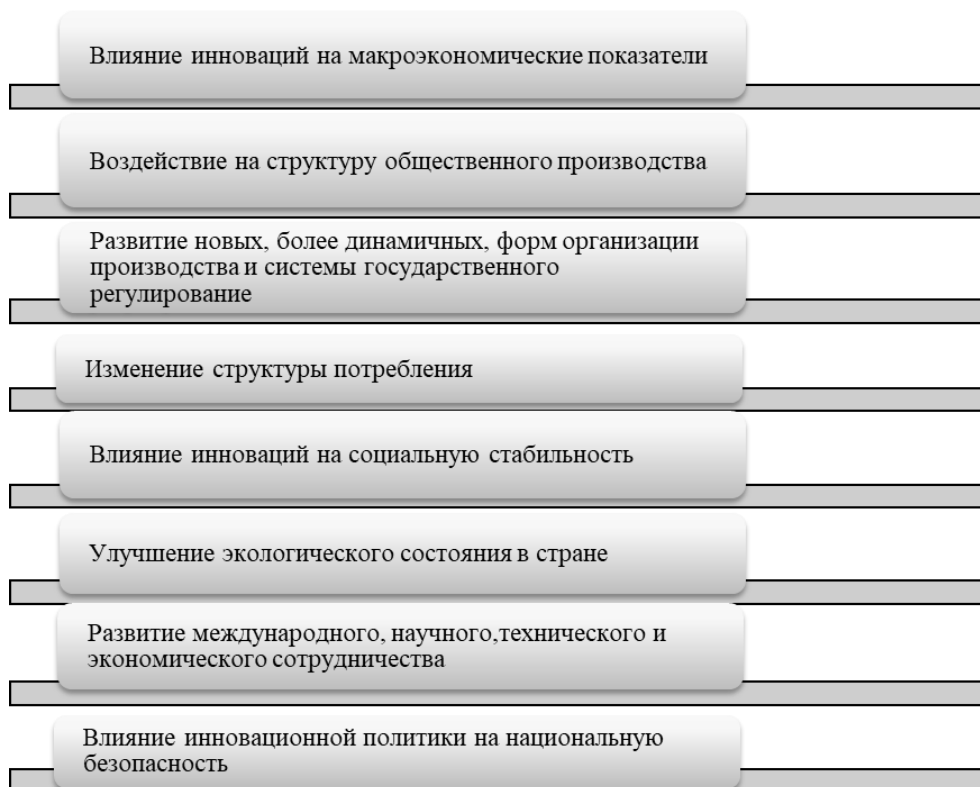 Влияние инноваций на макроэкономические показатели
Воздействие на структуру общественного производства
Развитие новых, более динамичных, форм организации
производства и системы государственного
регулирование
Изменение структуры потребления
Влияние инноваций на социальную стабильность
Улучшение экологического состояния в стране
Развитие международного, научного,технического и
экономического сотрудничества
Влияние инновационной политики на национальную
безопасность